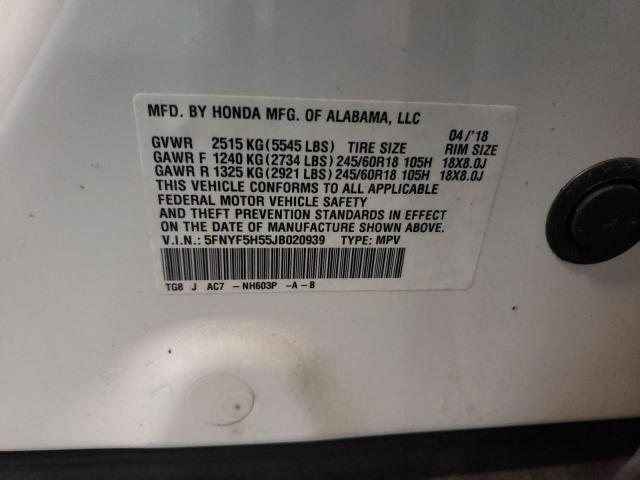 MFD. BY HONDA MFG. OF ALABAMA, LLC 04/'18
GVWR 2515 KG (5545 LBS) TIRE SIZE RIM SIZE
GAWR F 1240 KG (2734 LBS) 245/60R18 105H 18X8.0J
GAWR R 1325 KG (2921 LBS) 245/60R18 105H 18X8.0J
THIS VEHICLE CONFORMS TO ALL APPLICABLE
FEDERAL MOTOR VEHICLE SAFETY
AND THEFT PREVENTION STANDARDS IN EFFECT
ON THE DATE OF MANUFACTURE SHOWN ABOVE.
V.I.N.: 5FNYF5H55JB020939 TYPE: MPV
TG8 J AC7 -NH603P -A-B